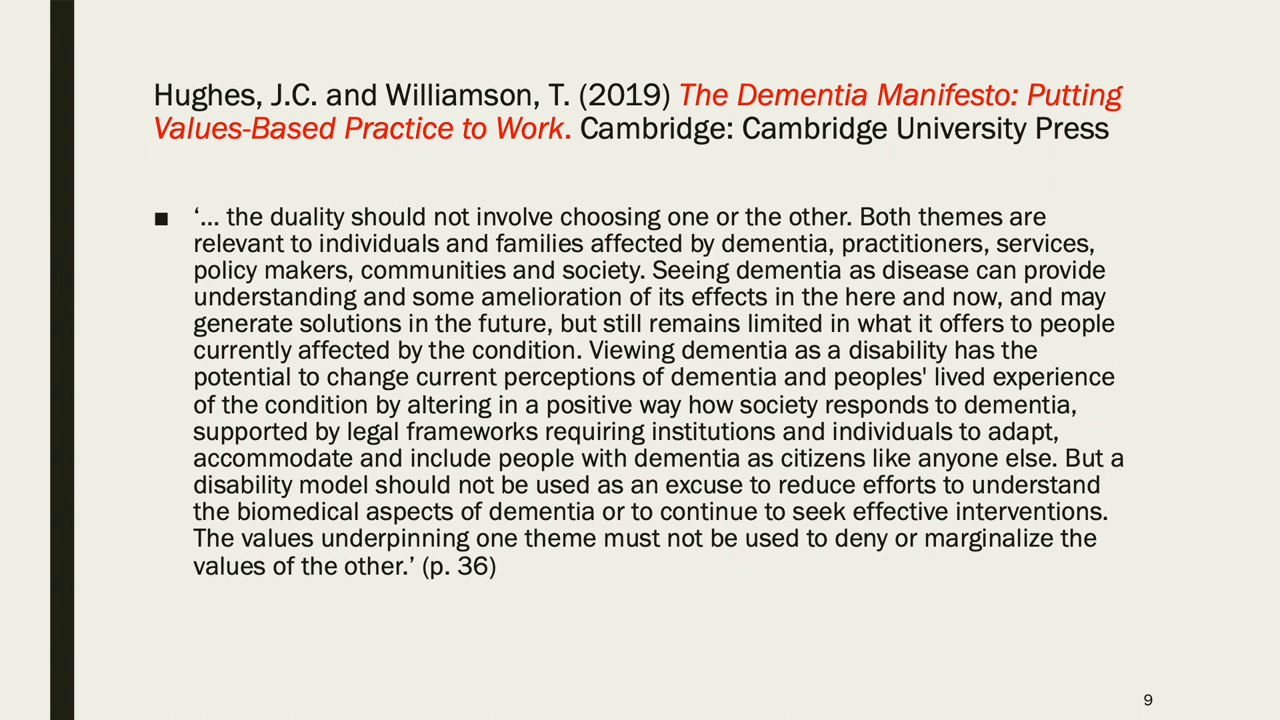 Hughes, J.C. and Williamson, T. (2019) The Dementia Manifesto: Putting
Values-Based Practice to Work. Cambridge: Cambridge University Press
■ ‘... the duality should not involve choosing one or the other. Both themes are
relevant to individuals and families affected by dementia, practitioners, services,
policy makers, communities and society. Seeing dementia as disease can provide
understanding and some amelioration of its effects in the here and now, and may
generate solutions in the future, but still remains limited in what it offers to people
currently affected by the condition. Viewing dementia as a disability has the
potential to change current perceptions of dementia and peoples' lived experience
of the condition by altering in a positive way how society responds to dementia,
supported by legal frameworks requiring institutions and individuals to adapt,
accommodate and include people with dementia as citizens like anyone else. But a
disability model should not be used as an excuse to reduce efforts to understand
the biomedical aspects of dementia or to continue to seek effective interventions.
The values underpinning one theme must not be used to deny or marginalize the
values of the other.’ (p. 36)
9